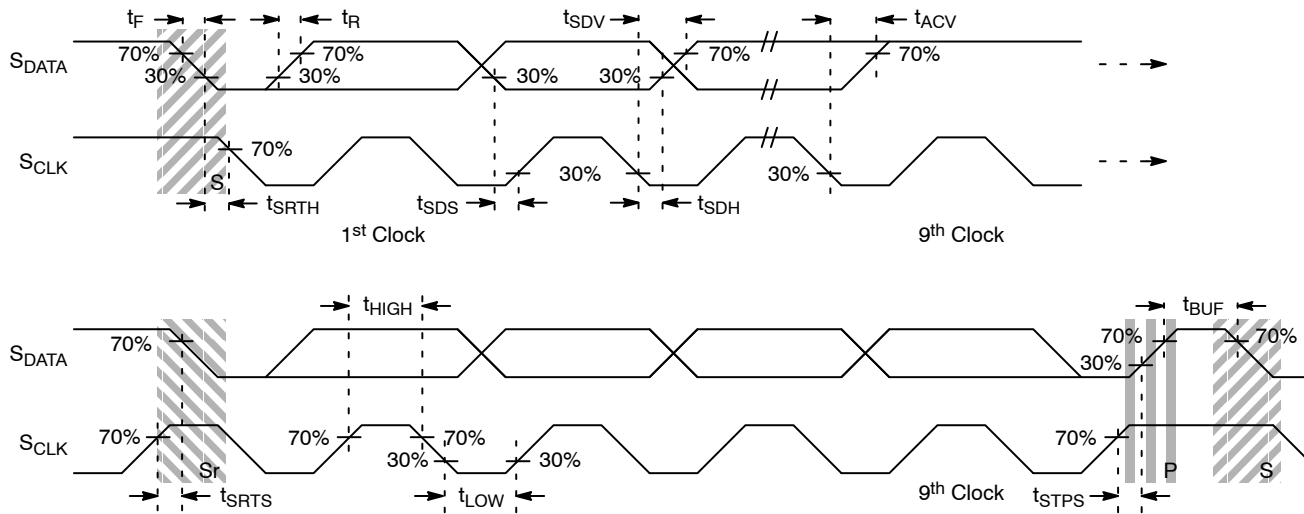 tF tR tSDV tACV
SDATA 70% 30% 70% 30% 30% 30% 70% 70%
SCLK 70% 30% 30%
S
tSRTH tSDS tSDH
1st Clock 9th Clock
tHIGH tBUF
SDATA 70% 70% 30% 70%
SCLK 70% 70% 70% 30% 30% 70%
Sr P S
tSRTS tLOW 9th Clock tSTPS